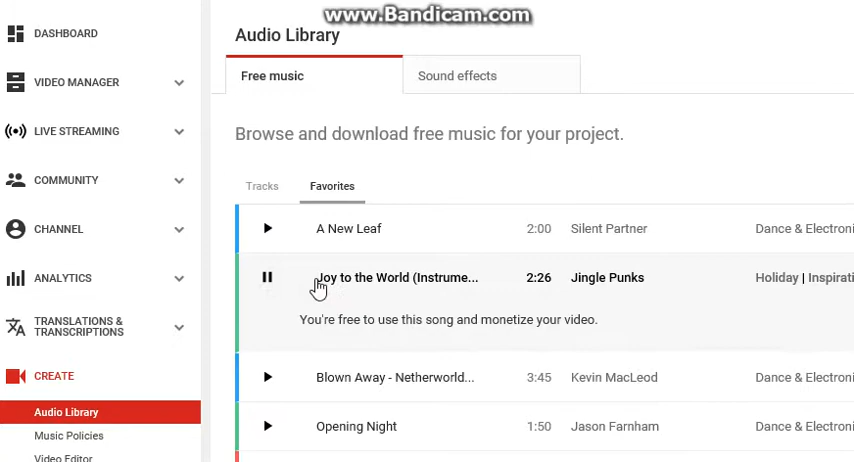 www.Bandicam.com
DASHBOARD
VIDEO MANAGER
LIVE STREAMING
COMMUNITY
CHANNEL
ANALYTICS
TRANSLATIONS &
TRANSCRIPTIONS
CREATE
Audio Library
Music Policies
Video Editor
Audio Library
Free music
Sound effects
Browse and download free music for your project.
Tracks
Favorites
A New Leaf 2:00 Silent Partner Dance & Electroni
Joy to the World (Instrume... 2:26 Jingle Punks Holiday | Inspirati
You're free to use this song and monetize your video.
Blown Away - Netherworld... 3:45 Kevin MacLeod Dance & Electroni
Opening Night 1:50 Jason Farnham Dance & Electroni